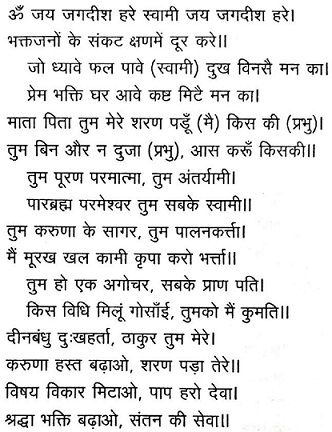 ॐ जय जगदीश हरे स्वामी जय जगदीश हरे।
भक्तजनों के संकट क्षणमें दूर करे॥
जो ध्यावे फल पावे (स्वामी) दुख विनसै मन का।
प्रेम भक्ति घर आवे कष्ट मिटै मन का।
माता पिता तुम मेरे शरण पडूँ (मै) किस की (प्रभु)।
तुम बिन और न दुजा (प्रभु), आस करूँ किसकी॥
तुम पूरण परमात्मा, तुम अंतर्यामी।
पारब्रह्म परमेश्वर तुम सबके स्वामी॥
तुम करुणा के सागर, तुम पालनकर्त्ता।
मैं मूरख खल कामी कृपा करो भर्त्ता।
तुम हो एक अगोचर, सबके प्राण पति।
किस विधि मिलूं गोसाँई, तुमको मैं कुमति॥
दीनबंधु दुःखहर्ता, ठाकुर तुम मेरे।
करुणा हस्त बढ़ाओ, शरण पड़ा तेरे॥
विषय विकार मिटाओ, पाप हरो देवा।
श्रद्धा भक्ति बढ़ाओ, संतन की सेवा॥